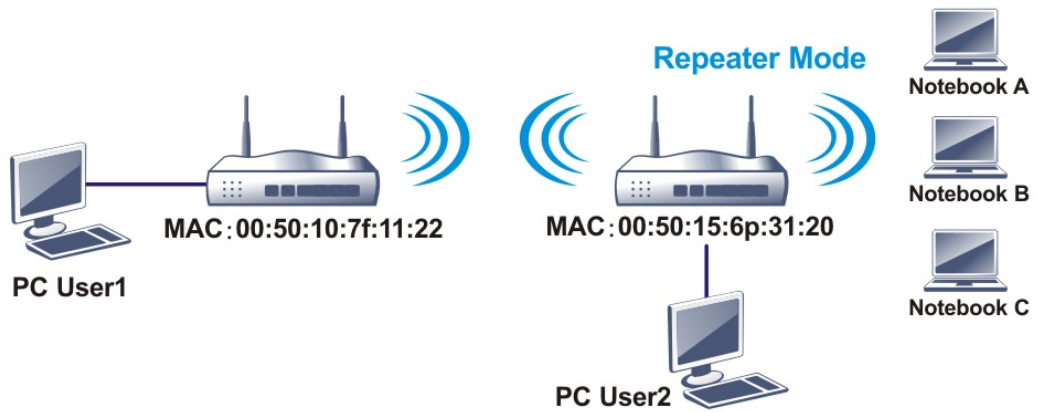 Repeater Mode
Notebook A
Notebook B
Notebook C
MAC:00:50:10:7f:11:22
MAC:00:50:15:6p:31:20
PC User1
PC User2